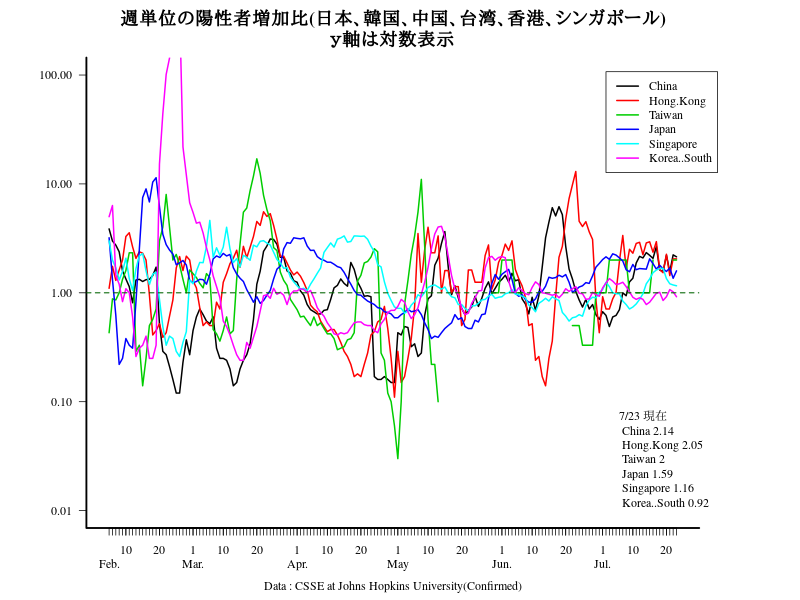 週単位の陽性者増加比(日本、韓国、中国、台湾、香港、シンガポール)
y軸は対数表示
100.00
10.00
1.00
0.10
0.01
China
Hong.Kong
Taiwan
Japan
Singapore
Korea..South
7/23 現在
China 2.14
Hong.Kong 2.05
Taiwan 2
Japan 1.59
Singapore 1.16
Korea..South 0.92
10 20 1 10 20 1 10 20 1 10 20 1 10 20 1 10 20
Feb. Mar. Apr. May Jun. Jul.
Data : CSSE at Johns Hopkins University(Confirmed)